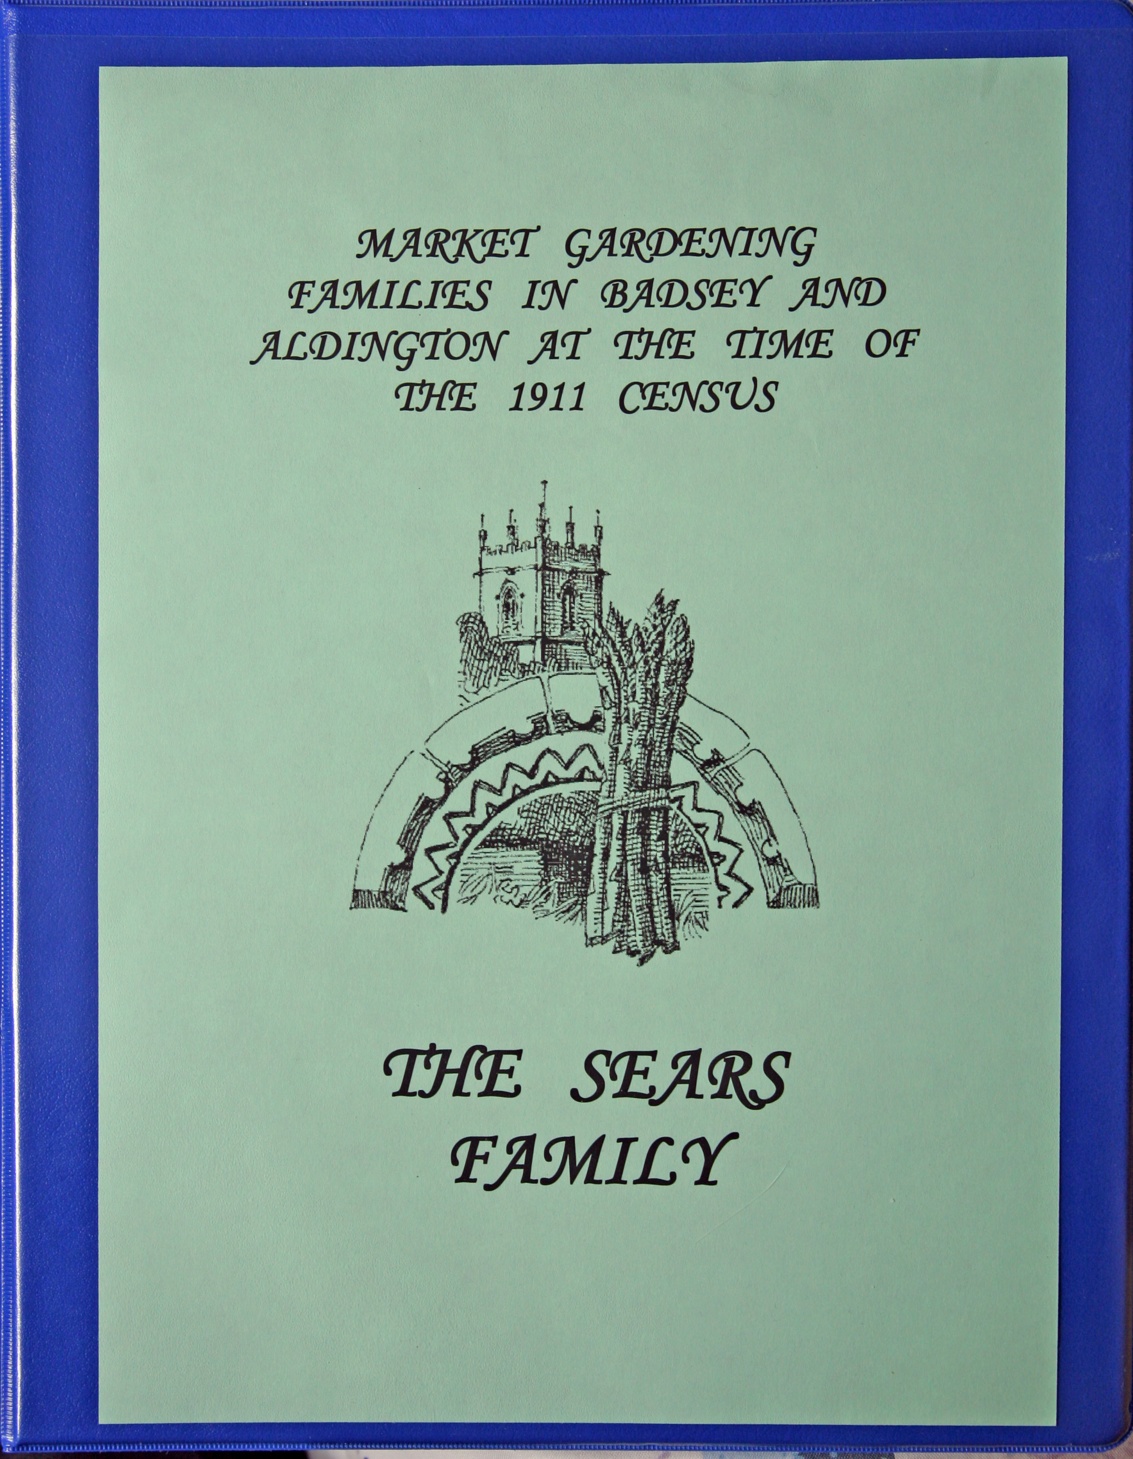 MARKET GARDENING
FAMILIES IN BADSEY AND
ALDINGTON AT THE TIME OF
THE 1911 CENSUS
THE SEARS
FAMILY